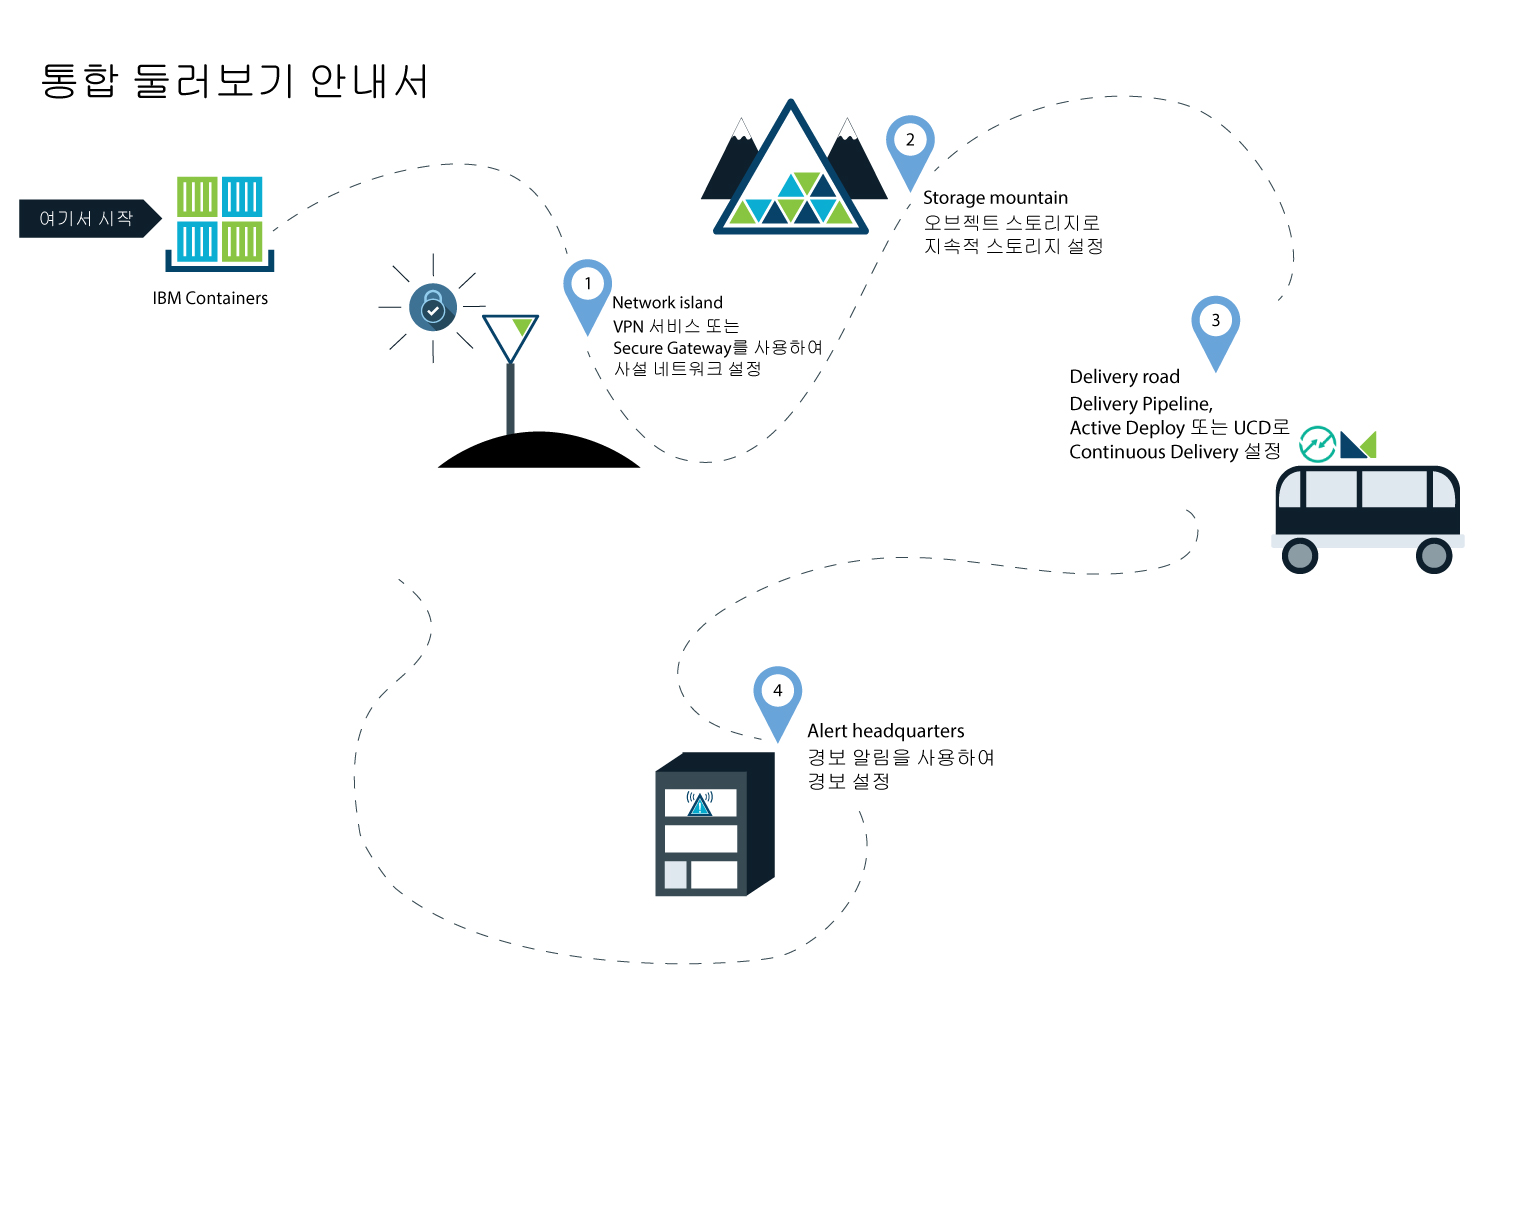 통합 둘러보기 안내서
여기서 시작
IBM Containers
1
Network island
VPN 서비스 또는
Secure Gateway를 사용하여
사설 네트워크 설정
2
Storage mountain
오브젝트 스토리지로
지속적 스토리지 설정
3
Delivery road
Delivery Pipeline,
Active Deploy 또는 UCD로
Continuous Delivery 설정
4
Alert headquarters
경보 알림을 사용하여
경보 설정